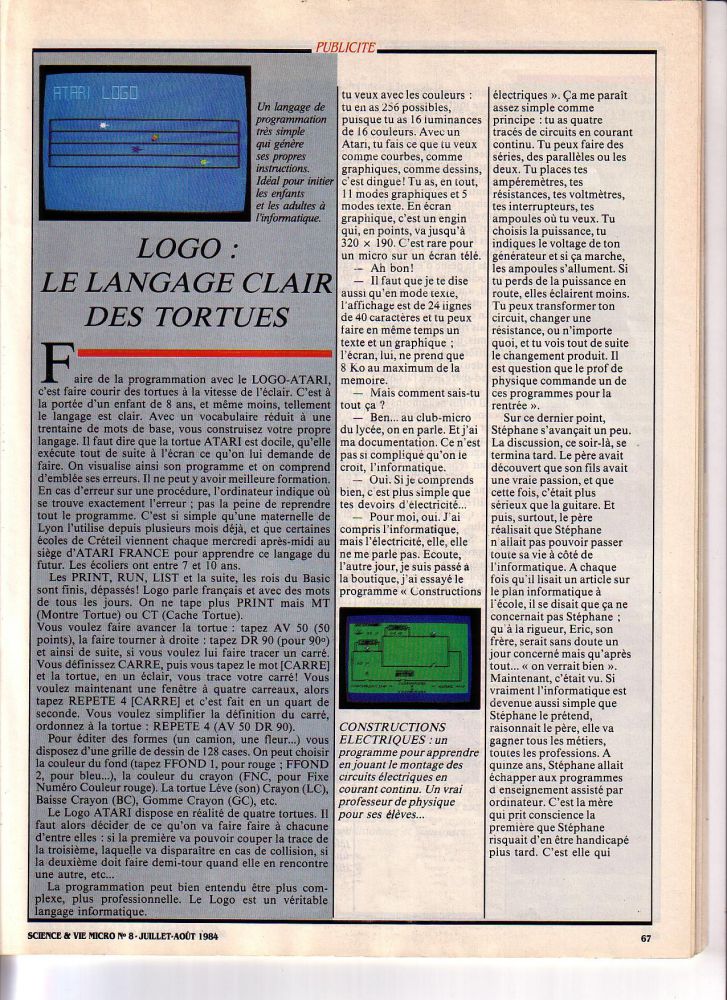 PUBLICITE
ATARI LOGO
Un langage de
programmation
très simple
qui génère
ses propres
instructions.
Idéal pour initier
les enfants
et les adultes à
l'informatique.
LOGO :
LE LANGAGE CLAIR
DES TORTUES
Faire de la programmation avec le LOGO-ATARI,
c'est faire courir des tortues à la vitesse de l'éclair. C'est à
la portée d'un enfant de 8 ans, et même moins, tellement
le langage est clair. Avec un vocabulaire réduit à une
trentaine de mots de base, vous construisez votre propre
langage. Il faut dire que la tortue ATARI est docile, qu'elle
exécute tout de suite à l'écran ce qu'on lui demande de
faire. On visualise ainsi son programme et on comprend
d'emblée ses erreurs. Il ne peut y avoir meilleure formation.
En cas d'erreur sur une procédure, l'ordinateur indique où
se trouve exactement l'erreur ; pas la peine de reprendre
tout le programme. C'est si simple qu'une maternelle de
Lyon l'utilise depuis plusieurs mois déjà, et que certaines
écoles de Créteil viennent chaque mercredi après-midi au
siège d'ATARI FRANCE pour apprendre ce langage du
futur. Les écoliers ont entre 7 et 10 ans.
Les PRINT, RUN, LIST et la suite, les rois du Basic
sont finis, dépassés! Logo parle français et avec des mots
de tous les jours. On ne tape plus PRINT mais MT
(Montre Tortue) ou CT (Cache Tortue).
Vous voulez faire avancer la tortue : tapez AV 50 (50
points), la faire tourner à droite : tapez DR 90 (pour 90º)
et ainsi de suite, si vous voulez lui faire tracer un carré.
Vous définissez CARRE, puis vous tapez le mot [CARRE]
et la tortue, en un éclair, vous trace votre carré! Vous
voulez maintenant une fenêtre à quatre carreaux, alors
tapez REPETE 4 [CARRE] et c'est fait en un quart de
seconde. Vous voulez simplifier la définition du carré,
ordonnez à la tortue : REPETE 4 (AV 50 DR 90).
Pour éditer des formes (un camion, une fleur...) vous
disposez d'une grille de dessin de 128 cases. On peut choisir
la couleur du fond (tapez FFOND 1, pour rouge ; FFOND
2, pour bleu...), la couleur du crayon (FNC, pour Fixe
Numéro Couleur rouge). La tortue Lève (son) Crayon (LC),
Baisse Crayon (BC), Gomme Crayon (GC), etc.
Le Logo ATARI dispose en réalité de quatre tortues. Il
faut alors décider de ce qu'on va faire faire à chacune
d'entre elles : si la première va pouvoir couper la trace de
la troisième, laquelle va disparaître en cas de collision, si
la deuxième doit faire demi-tour quand elle en rencontre
une autre, etc...
La programmation peut bien entendu être plus com-
plexe, plus professionnelle. Le Logo est un véritable
langage informatique.
tu veux avec les couleurs :
tu en as 256 possibles,
puisque tu as 16 luminances
de 16 couleurs. Avec un
Atari, tu fais ce que tu veux
comme courbes, comme
graphiques, comme dessins,
c'est dingue! Tu as, en tout,
11 modes graphiques et 5
modes texte. En écran
graphique, c'est un engin
qui, en points, va jusqu'à
320 × 190. C'est rare pour
un micro sur un écran télé.
— Ah bon!
— Il faut que je te dise
aussi qu'en mode texte,
l'affichage est de 24 lignes
de 40 caractères et tu peux
faire en même temps un
texte et un graphique ;
l'écran, lui, ne prend que
8 Ko au maximum de la
memoire.
— Mais comment sais-tu
tout ça ?
— Ben... au club-micro
du lycée, on en parle. Et j'ai
ma documentation. Ce n'est
pas si compliqué qu'on le
croit, l'informatique.
— Oui. Si je comprends
bien, c'est plus simple que
tes devoirs d'électricité...
— Pour moi, oui. J'ai
compris l'informatique,
mais l'électricité, elle, elle
ne me parle pas. Ecoute,
l'autre jour, je suis passé à
la boutique, j'ai essayé le
programme « Constructions
CONSTRUCTIONS
ELECTRIQUES : un
programme pour apprendre
en jouant le montage des
circuits électriques en
courant continu. Un vrai
professeur de physique
pour ses élèves...
électriques ». Ça me paraît
assez simple comme
principe : tu as quatre
tracés de circuits en courant
continu. Tu peux faire des
séries, des parallèles ou les
deux. Tu places tes
ampéremètres, tes
résistances, tes voltmètres,
tes interrupteurs, tes
ampoules où tu veux. Tu
choisis la puissance, tu
indiques le voltage de ton
générateur et si ça marche,
les ampoules s'allument. Si
tu perds de la puissance en
route, elles éclairent moins.
Tu peux transformer ton
circuit, changer une
résistance, ou n'importe
quoi, et tu vois tout de suite
le changement produit. Il
est question que le prof de
physique commande un de
ces programmes pour la
rentrée ».
Sur ce dernier point,
Stéphane s'avançait un peu.
La discussion, ce soir-là, se
termina tard. Le père avait
découvert que son fils avait
une vraie passion, et que
cette fois, c'était plus
sérieux que la guitare. Et
puis, surtout, le père
réalisait que Stéphane
n'allait pas pouvoir passer
toute sa vie à côté de
l'informatique. A chaque
fois qu'il lisait un article sur
le plan informatique à
l'école, il se disait que ça ne
concernait pas Stéphane ;
qu'à la rigueur, Eric, son
frère, serait sans doute un
jour concerné mais qu'après
tout... « on verrait bien ».
Maintenant, c'était vu. Si
vraiment l'informatique est
devenue aussi simple que
Stéphane le prétend,
raisonnait le père, elle va
gagner tous les métiers,
toutes les professions. A
quinze ans, Stéphane allait
échapper aux programmes
d enseignement assisté par
ordinateur. C'est la mère
qui prit conscience la
première que Stéphane
risquait d'en être handicapé
plus tard. C'est elle qui
SCIENCE & VIE MICRO Nº 8 - JUILLET-AOÛT 1984
67